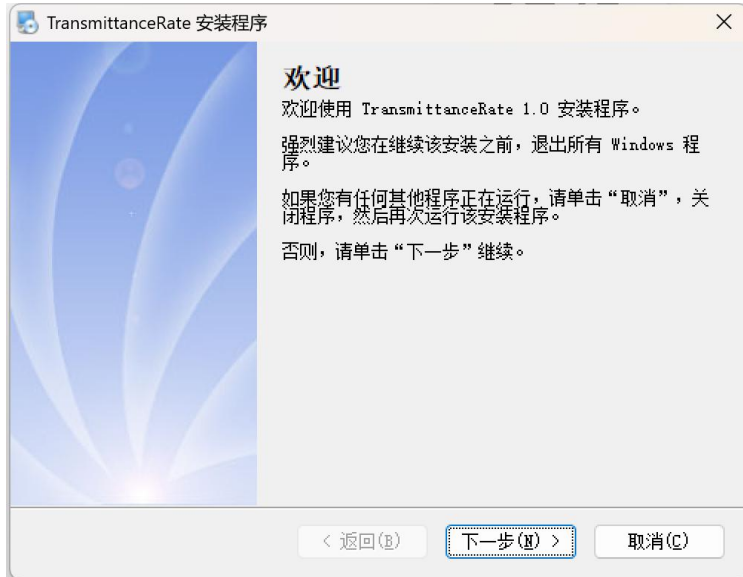 TransmittanceRate 安装程序
欢迎
欢迎使用 TransmittanceRate 1.0 安装程序。
强烈建议您在继续该安装之前，退出所有 Windows 程
序。
如果您有任何其他程序正在运行，请单击“取消”，关
闭程序，然后再次运行该安装程序。
否则，请单击“下一步”继续。
< 返回(B)
下一步(N) >
取消(C)